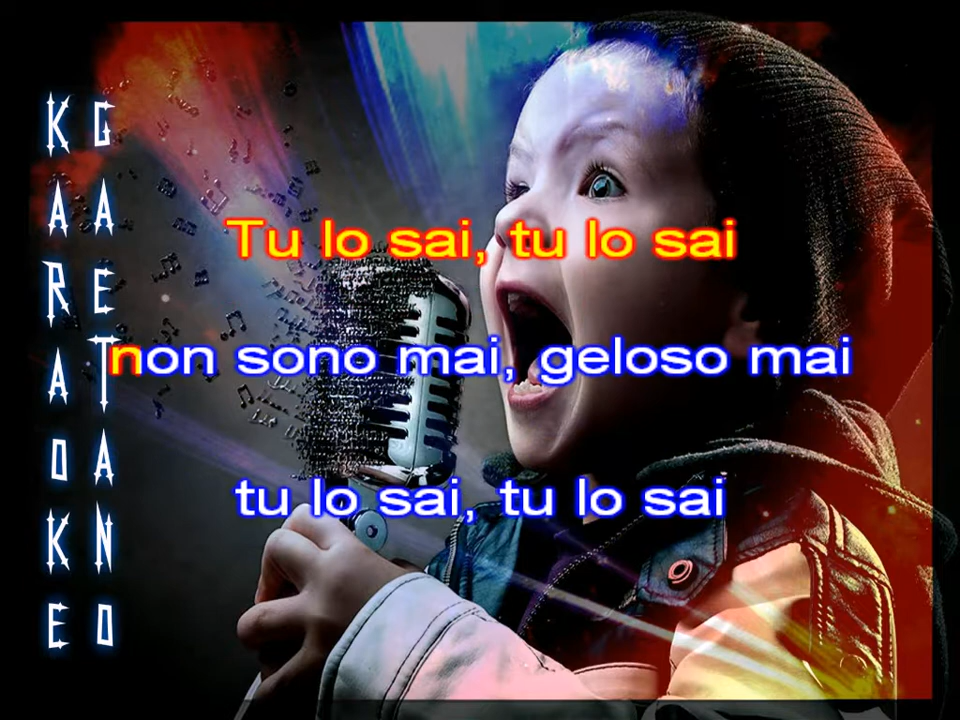 KARAOKE
GAETANO
Tu lo sai, tu lo sai
non sono mai, geloso mai
tu lo sai, tu lo sai